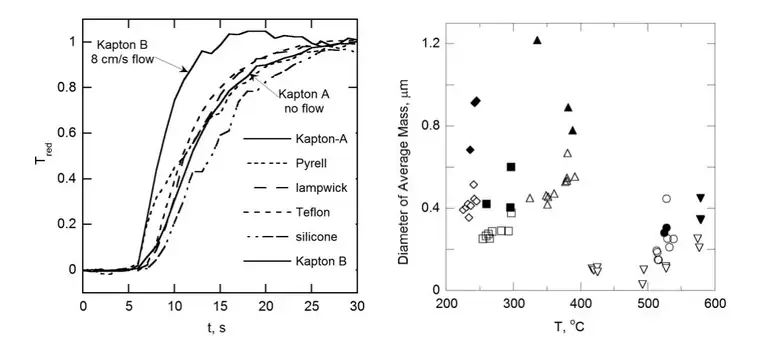 1
0.8
0.6
0.4
0.2
0
T red
0 5 10 15 20 25 30
t, s
Kapton B
8 cm/s flow
Kapton A
no flow
Kapton-A
Pyrell
lampwick
Teflon
silicone
Kapton B
1.2
0.8
0.4
0
Diameter of Average Mass, µm
200 300 400 500 600
T, °C